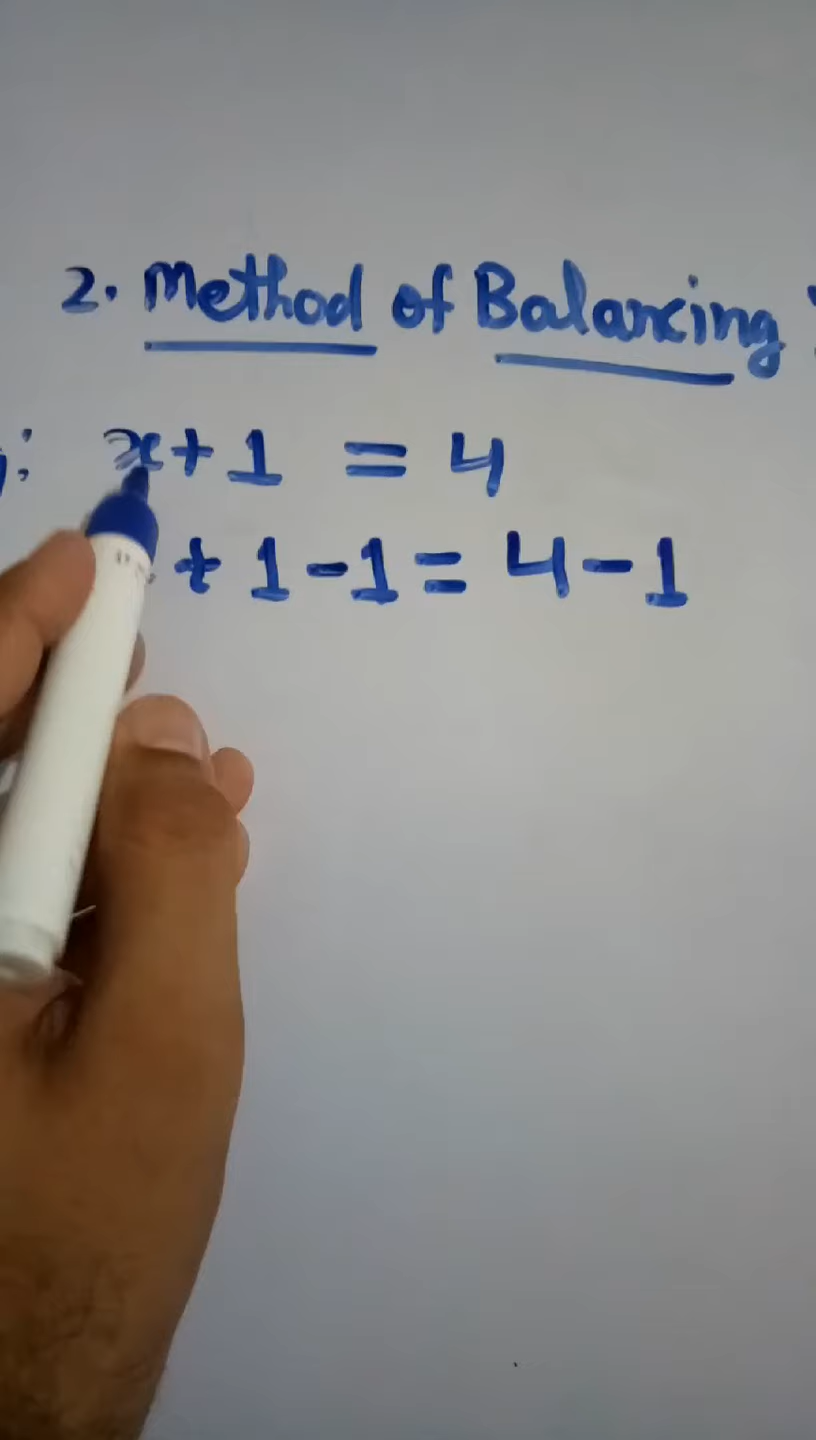 2. Method of Balancing
: x + 1 = 4
+ 1 - 1 = 4 - 1